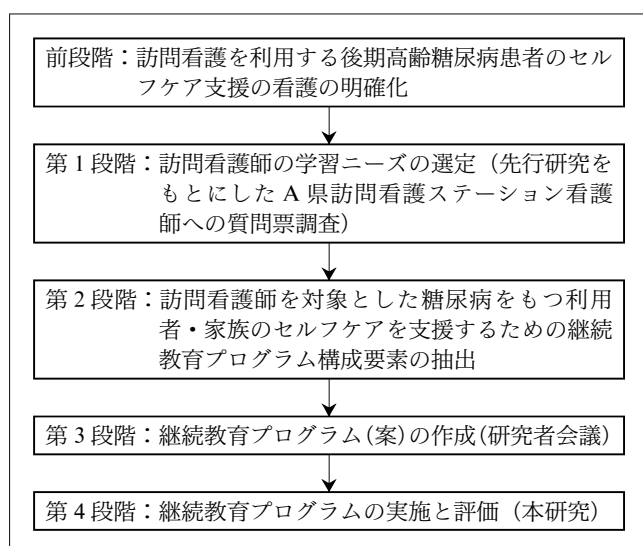 前段階：訪問看護を利用する後期高齢糖尿病患者のセル
フケア支援の看護の明確化
第1段階：訪問看護師の学習ニーズの選定（先行研究を
もとにしたA県訪問看護ステーション看護
師への質問票調査）
第2段階：訪問看護師を対象とした糖尿病をもつ利用
者・家族のセルフケアを支援するための継続
教育プログラム構成要素の抽出
第3段階：継続教育プログラム（案）の作成（研究者会議）
第4段階：継続教育プログラムの実施と評価（本研究）